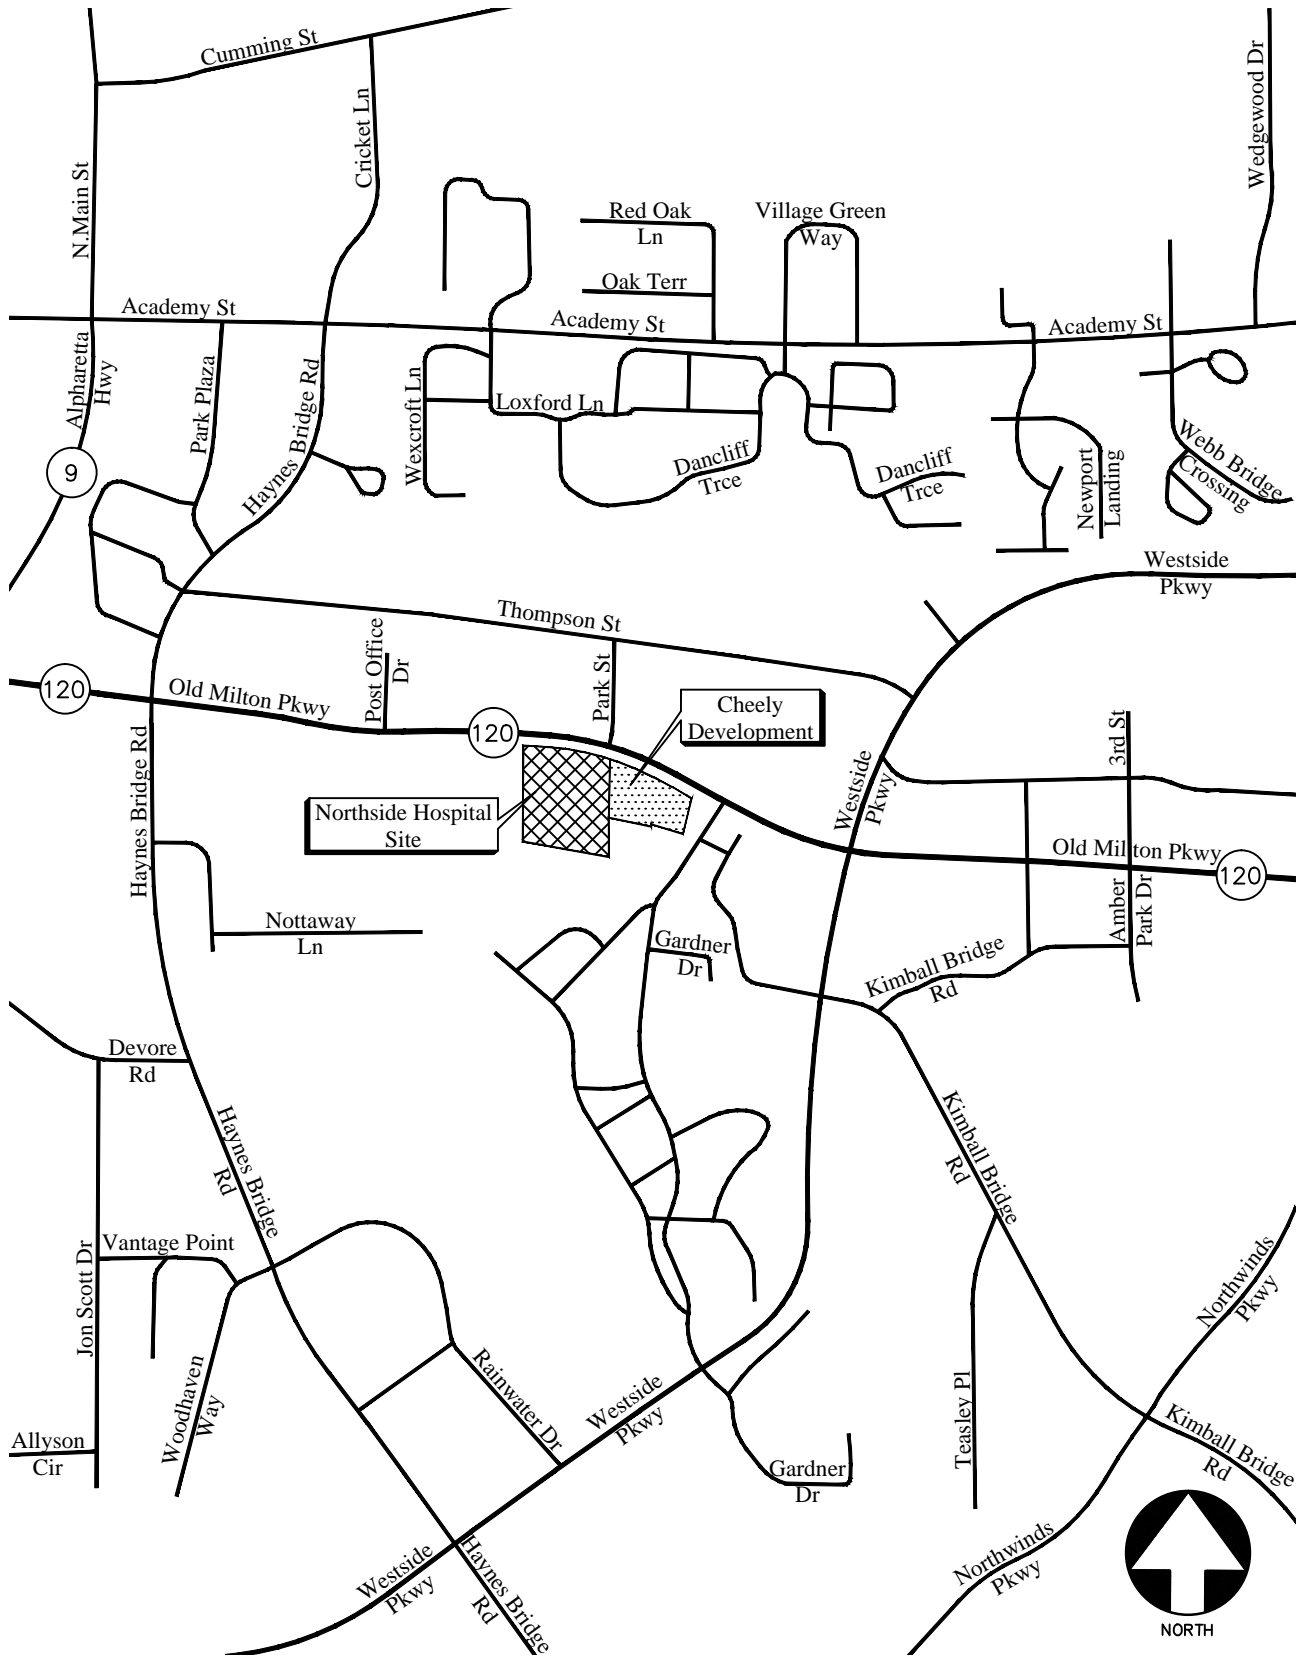 Cumming St
Cricket Ln
Wedgewood Dr
N.Main St
Red Oak
Ln
Village Green
Way
Oak Terr
Academy St
Academy St
Academy St
Alpharetta
Hwy
Park Plaza
Haynes Bridge Rd
Wexcroft Ln
Loxford Ln
Dancliff
Trce
Dancliff
Trce
Newport
Landing
Webb Bridge
Crossing
9
Westside
Pkwy
Thompson St
Post Office
Dr
Park St
120
Old Milton Pkwy
120
Cheely
Development
3rd St
Westside
Pkwy
Haynes Bridge Rd
Northside Hospital
Site
Old Milton Pkwy
120
Amber
Park Dr
Nottaway
Ln
Gardner
Dr
Kimball Bridge
Rd
Devore
Rd
Haynes Bridge
Rd
Kimball Bridge
Rd
Vantage Point
Jon Scott Dr
Northwinds
Pkwy
Woodhaven
Way
Rainwater Dr
Westside
Pkwy
Teasley Pl
Allyson
Cir
Gardner
Dr
Kimball Bridge
Rd
Westside
Pkwy
Haynes Bridge
Rd
Northwinds
Pkwy
NORTH